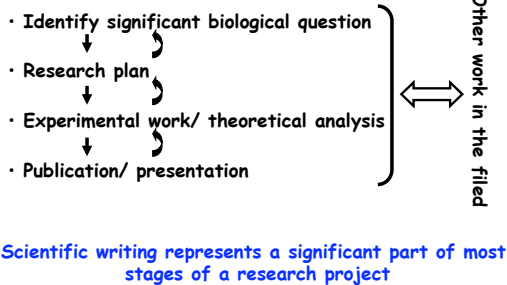 • Identify significant biological question
• Research plan
• Experimental work/ theoretical analysis
• Publication/ presentation
Other work in the filed
Scientific writing represents a significant part of most
stages of a research project